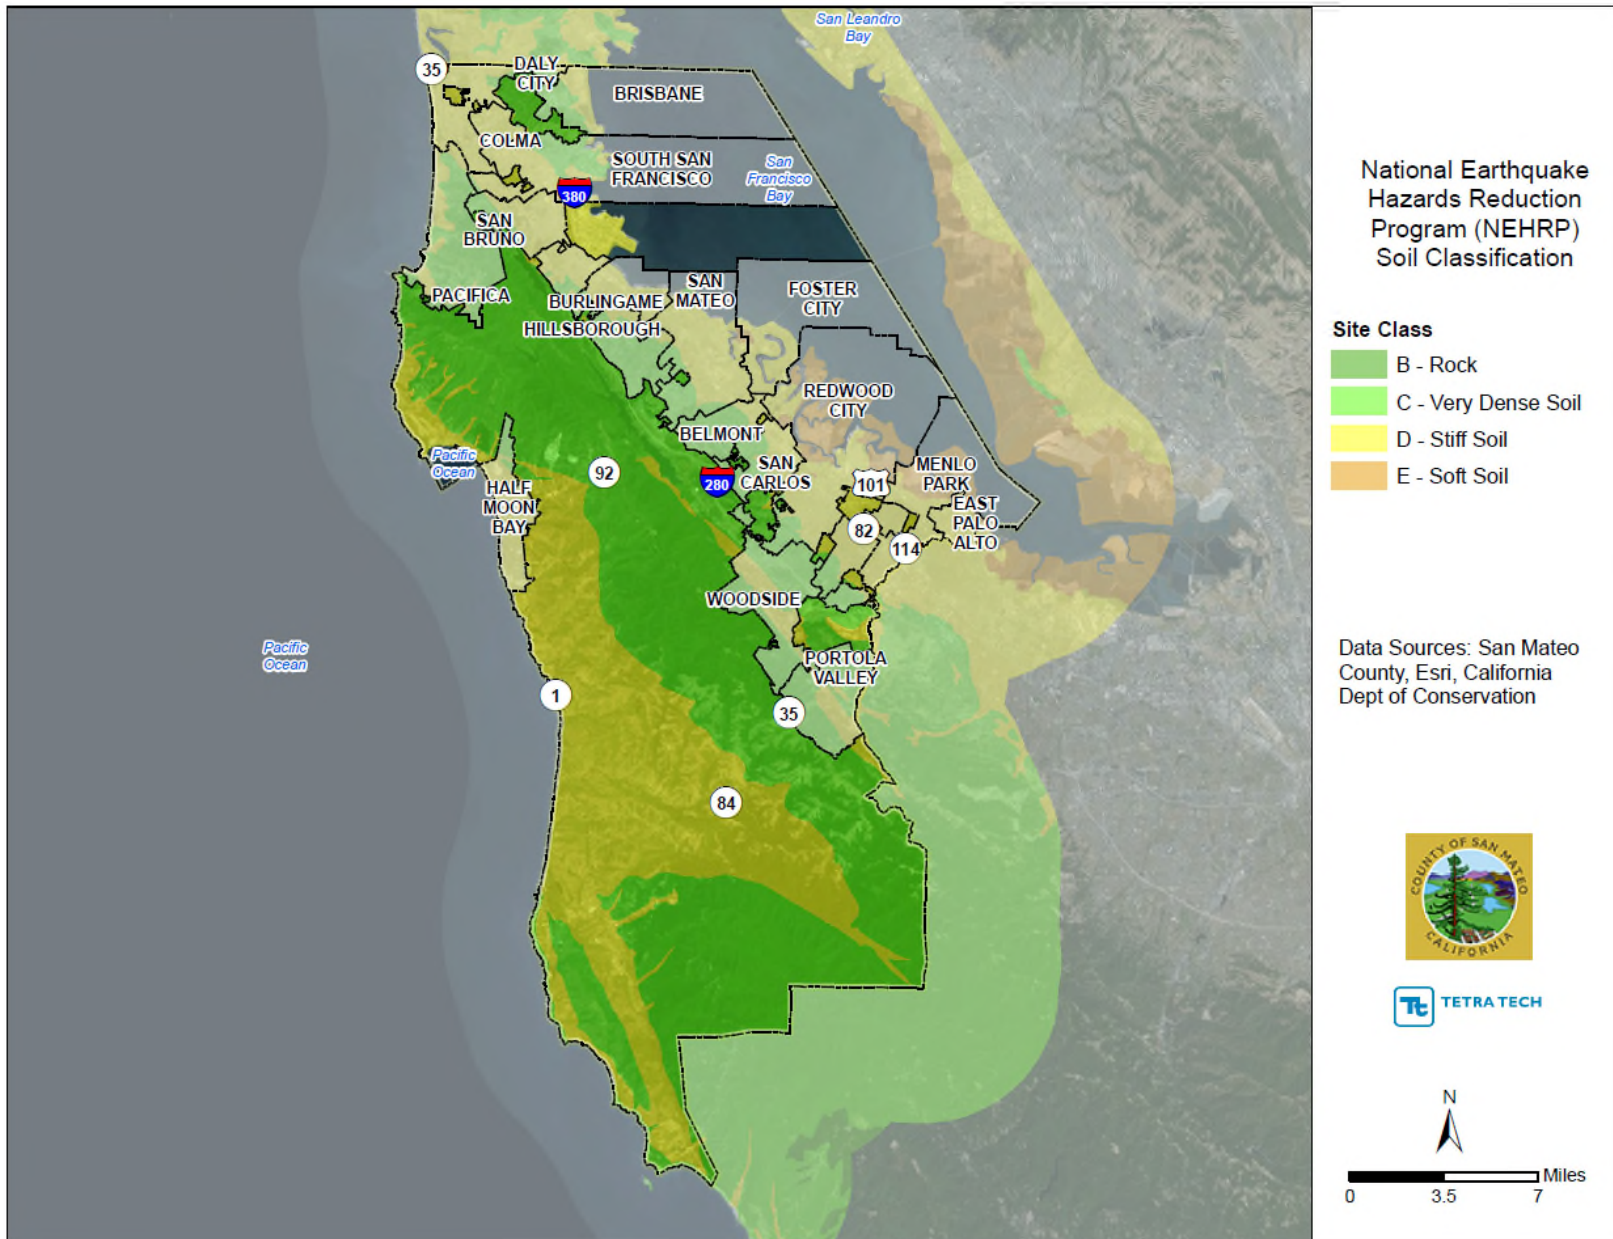 San Leandro
Bay
35
DALY
CITY
BRISBANE
COLMA
SOUTH SAN
FRANCISCO
San
Francisco
Bay
380
SAN
BRUNO
PACIFICA
BURLINGAME
SAN
MATEO
FOSTER
CITY
HILLSBOROUGH
REDWOOD
CITY
BELMONT
Pacific
Ocean
92
280
SAN
CARLOS
101
MENLO
PARK
HALF
MOON
BAY
EAST
PALO
ALTO
82
114
WOODSIDE
Pacific
Ocean
PORTOLA
VALLEY
1
35
84
National Earthquake
Hazards Reduction
Program (NEHRP)
Soil Classification
Site Class
B - Rock
C - Very Dense Soil
D - Stiff Soil
E - Soft Soil
Data Sources: San Mateo
County, Esri, California
Dept of Conservation
COUNTY OF SAN MATEO
CALIFORNIA
Tt TETRA TECH
N
Miles
0 3.5 7